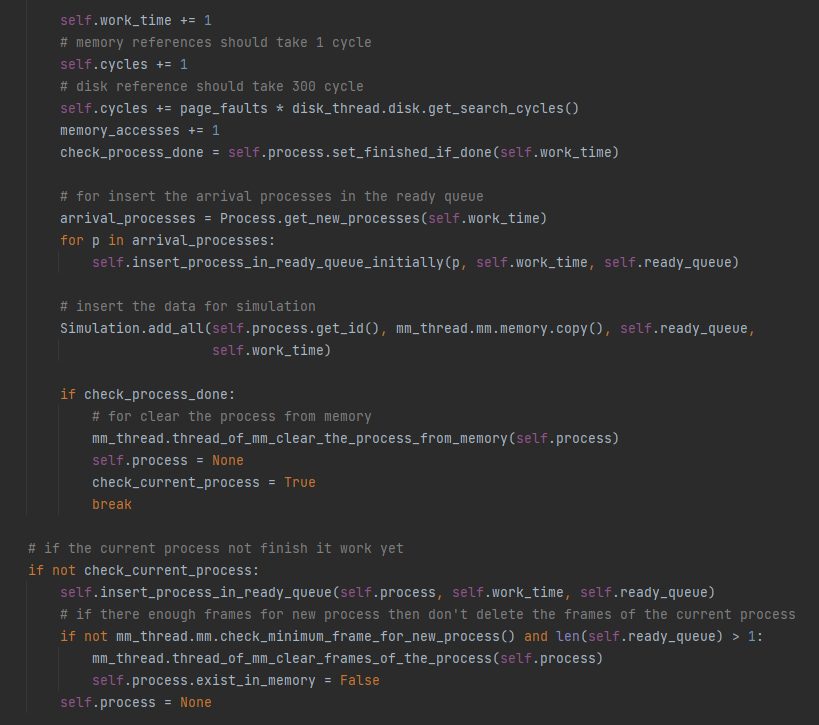 self.work_time += 1
# memory references should take 1 cycle
self.cycles += 1
# disk reference should take 300 cycle
self.cycles += page_faults * disk_thread.disk.get_search_cycles()
memory_accesses += 1
check_process_done = self.process.set_finished_if_done(self.work_time)
# for insert the arrival processes in the ready queue
arrival_processes = Process.get_new_processes(self.work_time)
for p in arrival_processes:
self.insert_process_in_ready_queue_initially(p, self.work_time, self.ready_queue)
# insert the data for simulation
Simulation.add_all(self.process.get_id(), mm_thread.mm.memory.copy(), self.ready_queue,
self.work_time)
if check_process_done:
# for clear the process from memory
mm_thread.thread_of_mm_clear_the_process_from_memory(self.process)
self.process = None
check_current_process = True
break
# if the current process not finish it work yet
if not check_current_process:
self.insert_process_in_ready_queue(self.process, self.work_time, self.ready_queue)
# if there enough frames for new process then don't delete the frames of the current process
if not mm_thread.mm.check_minimum_frame_for_new_process() and len(self.ready_queue) > 1:
mm_thread.thread_of_mm_clear_frames_of_the_process(self.process)
self.process.exist_in_memory = False
self.process = None